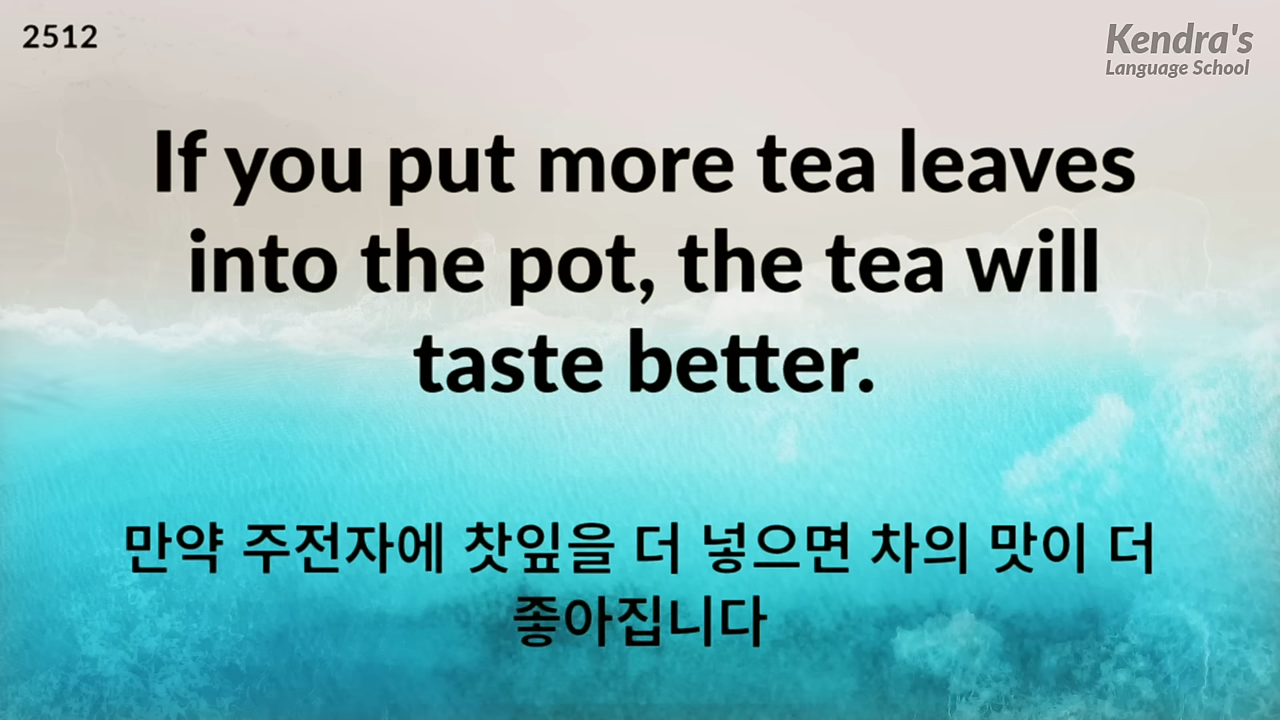 2512
Kendra's
Language School
If you put more tea leaves
into the pot, the tea will
taste better.
만약 주전자에 찻잎을 더 넣으면 차의 맛이 더
좋아집니다